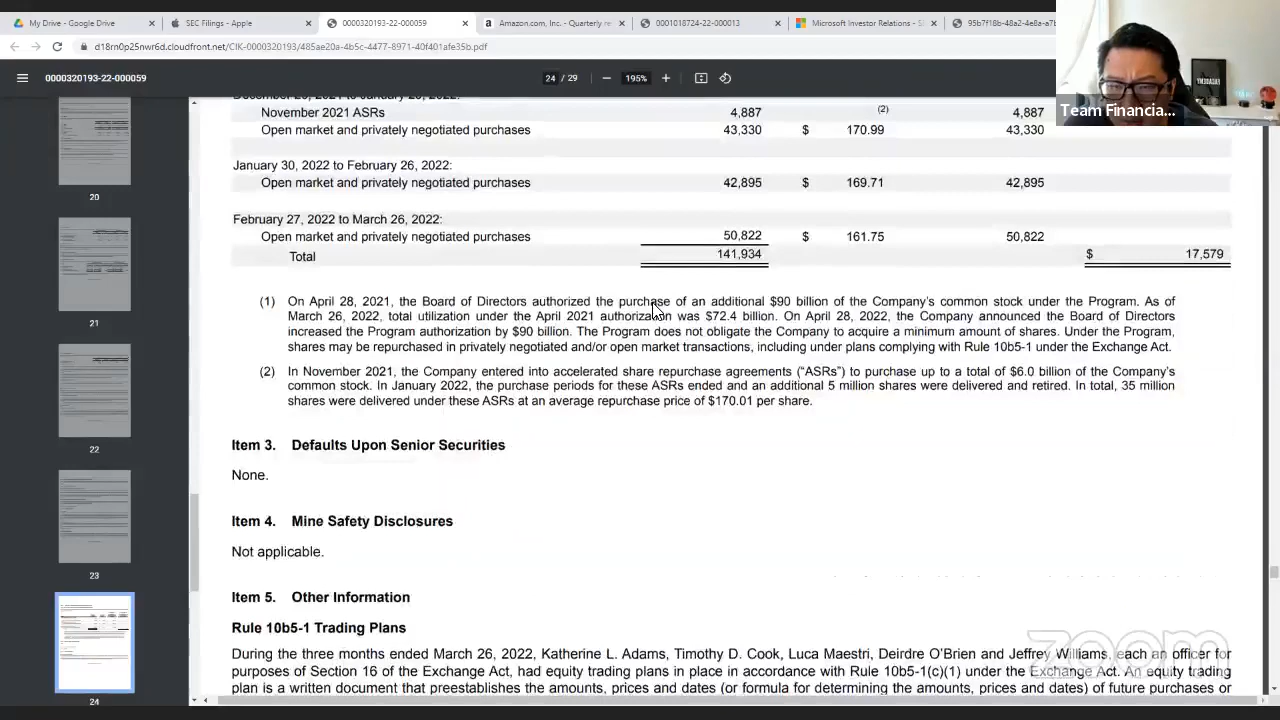 My Drive - Google Drive
SEC Filings - Apple
0000320193-22-000059
Amazon.com, Inc. - Quarterly re
0001018724-22-000013
Microsoft Investor Relations - S
95b7f18b-48a2-4e8a-a7b
d18rn0p25nwr6d.cloudfront.net/CIK-0000320193/485ae20a-4b5c-4477-8971-40f401afe35b.pdf
0000320193-22-000059
24 / 29
195%
Team Financia...
November 2021 ASRs 4,887 (2) 4,887
Open market and privately negotiated purchases 43,330 $ 170.99 43,330
January 30, 2022 to February 26, 2022:
Open market and privately negotiated purchases 42,895 $ 169.71 42,895
February 27, 2022 to March 26, 2022:
Open market and privately negotiated purchases 50,822 $ 161.75 50,822
Total 141,934 $ 17,579
(1) On April 28, 2021, the Board of Directors authorized the purchase of an additional $90 billion of the Company's common stock under the Program. As of
March 26, 2022, total utilization under the April 2021 authorization was $72.4 billion. On April 28, 2022, the Company announced the Board of Directors
increased the Program authorization by $90 billion. The Program does not obligate the Company to acquire a minimum amount of shares. Under the Program,
shares may be repurchased in privately negotiated and/or open market transactions, including under plans complying with Rule 10b5-1 under the Exchange Act.
(2) In November 2021, the Company entered into accelerated share repurchase agreements ("ASRs") to purchase up to a total of $6.0 billion of the Company's
common stock. In January 2022, the purchase periods for these ASRs ended and an additional 5 million shares were delivered and retired. In total, 35 million
shares were delivered under these ASRs at an average repurchase price of $170.01 per share.
Item 3. Defaults Upon Senior Securities
None.
Item 4. Mine Safety Disclosures
Not applicable.
Item 5. Other Information
Rule 10b5-1 Trading Plans
During the three months ended March 26, 2022, Katherine L. Adams, Timothy D. Cook, Luca Maestri, Deirdre O'Brien and Jeffrey Williams, each an officer for
purposes of Section 16 of the Exchange Act, had equity trading plans in place in accordance with Rule 10b5-1(c)(1) under the Exchange Act. An equity trading
plan is a written document that preestablishes the amounts, prices and dates (or formula for determining the amounts, prices and dates) of future purchases or
20
21
22
23
24
zoom